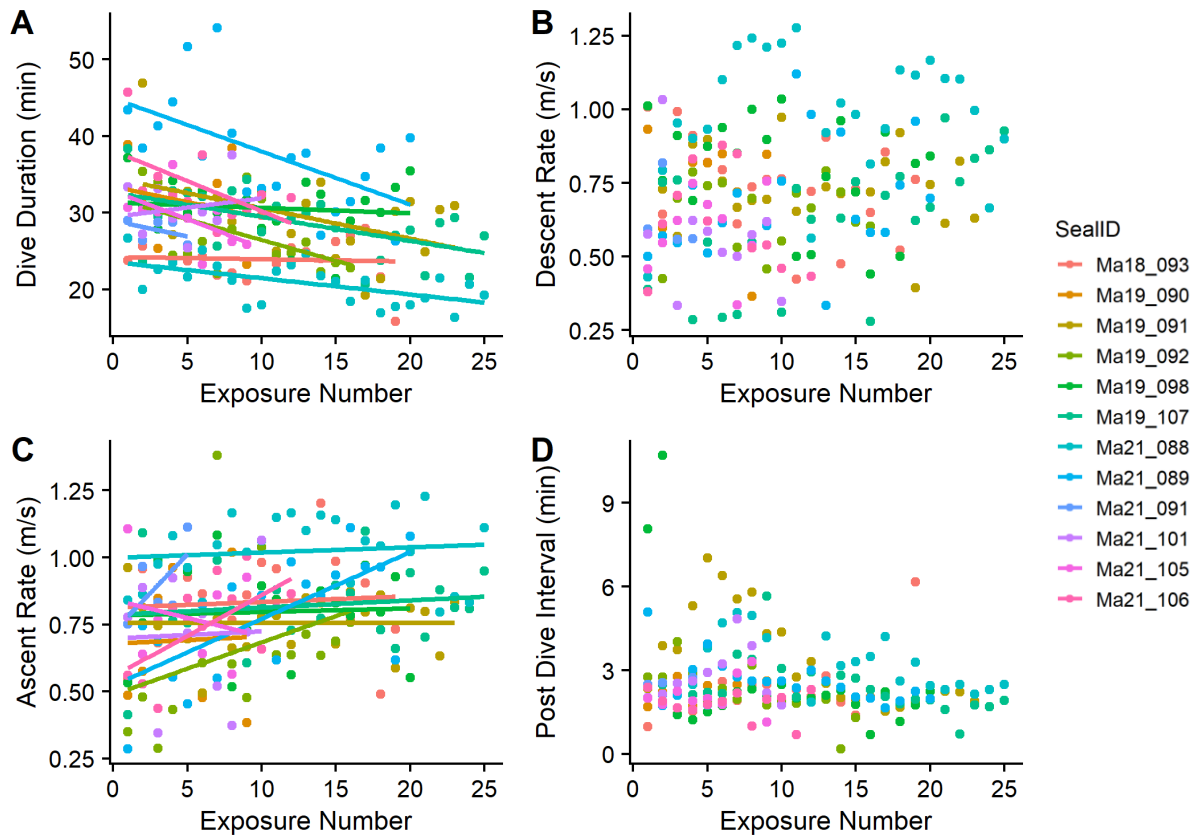 A
Dive Duration (min)
50
40
30
20
0 5 10 15 20 25
Exposure Number
B
Descent Rate (m/s)
1.25
1.00
0.75
0.50
0.25
0 5 10 15 20 25
Exposure Number
C
Ascent Rate (m/s)
1.25
1.00
0.75
0.50
0.25
0 5 10 15 20 25
Exposure Number
D
Post Dive Interval (min)
9
6
3
0
0 5 10 15 20 25
Exposure Number
SealID
Ma18_093
Ma19_090
Ma19_091
Ma19_092
Ma19_098
Ma19_107
Ma21_088
Ma21_089
Ma21_091
Ma21_101
Ma21_105
Ma21_106